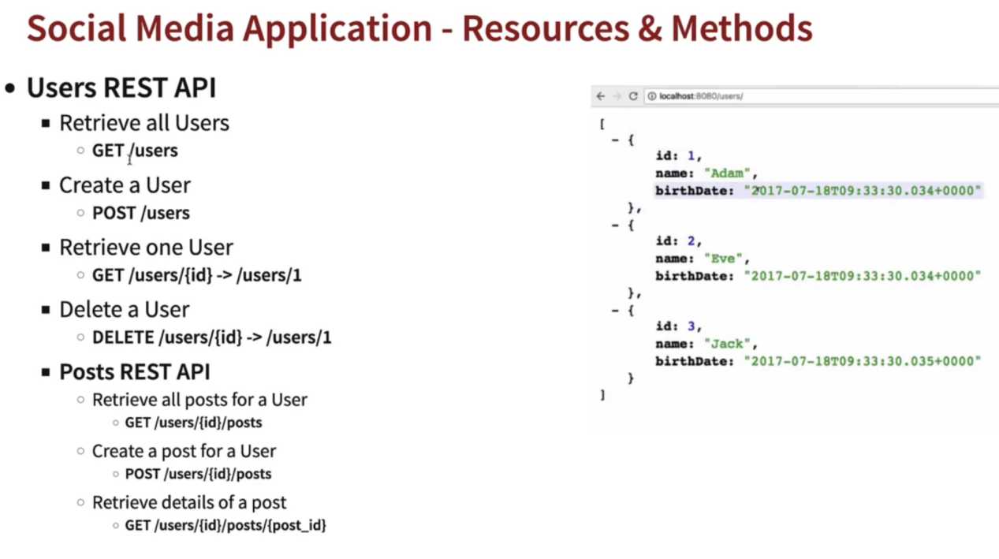 Social Media Application - Resources & Methods
Users REST API
Retrieve all Users
GET /users
Create a User
POST /users
Retrieve one User
GET /users/{id} -> /users/1
Delete a User
DELETE /users/{id} -> /users/1
Posts REST API
Retrieve all posts for a User
GET /users/{id}/posts
Create a post for a User
POST /users/{id}/posts
Retrieve details of a post
GET /users/{id}/posts/{post_id}
localhost:8080/users/
[
- {
id: 1,
name: "Adam",
birthDate: "2017-07-18T09:33:30.034+0000"
},
- {
id: 2,
name: "Eve",
birthDate: "2017-07-18T09:33:30.034+0000"
},
- {
id: 3,
name: "Jack",
birthDate: "2017-07-18T09:33:30.035+0000"
}
]